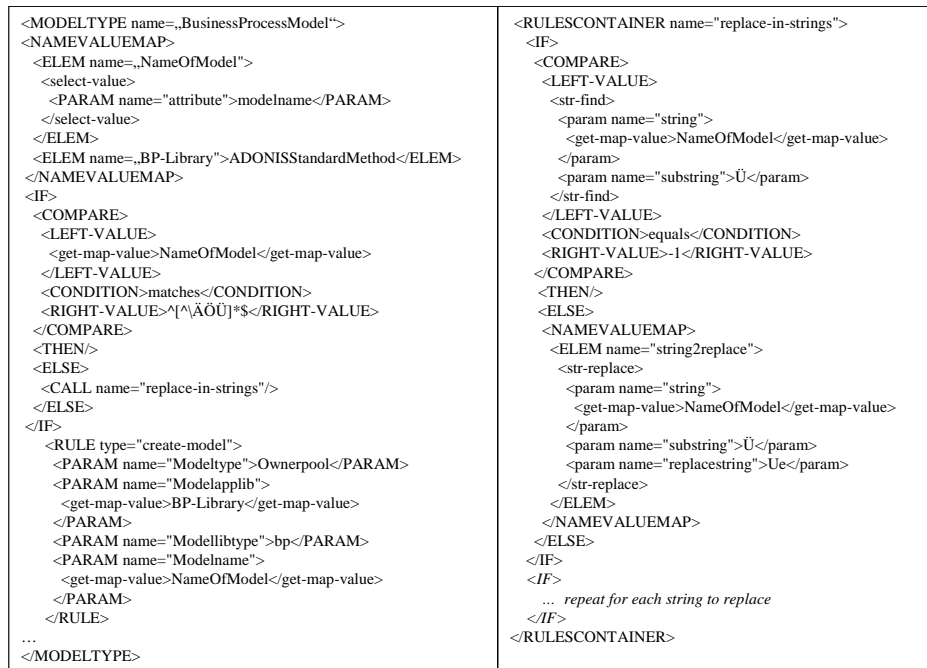 <MODELTYPE name=„BusinessProcessModel“>
<NAMEVALUEMAP>
<ELEM name=„NameOfModel">
<select-value>
<PARAM name="attribute">modelname</PARAM>
</select-value>
</ELEM>
<ELEM name=„BP-Library">ADONISStandardMethod</ELEM>
</NAMEVALUEMAP>
<IF>
<COMPARE>
<LEFT-VALUE>
<get-map-value>NameOfModel</get-map-value>
</LEFT-VALUE>
<CONDITION>matches</CONDITION>
<RIGHT-VALUE>^[^\ÄÖÜ]*$</RIGHT-VALUE>
</COMPARE>
<THEN/>
<ELSE>
<CALL name="replace-in-strings"/>
</ELSE>
</IF>
<RULE type="create-model">
<PARAM name="Modeltype">Ownerpool</PARAM>
<PARAM name="Modelapplib">
<get-map-value>BP-Library</get-map-value>
</PARAM>
<PARAM name="Modellibtype">bp</PARAM>
<PARAM name="Modelname">
<get-map-value>NameOfModel</get-map-value>
</PARAM>
</RULE>
…
</MODELTYPE>
<RULESCONTAINER name="replace-in-strings">
<IF>
<COMPARE>
<LEFT-VALUE>
<str-find>
<param name="string">
<get-map-value>NameOfModel</get-map-value>
</param>
<param name="substring">Ü</param>
</str-find>
</LEFT-VALUE>
<CONDITION>equals</CONDITION>
<RIGHT-VALUE>-1</RIGHT-VALUE>
</COMPARE>
<THEN/>
<ELSE>
<NAMEVALUEMAP>
<ELEM name="string2replace">
<str-replace>
<param name="string">
<get-map-value>NameOfModel</get-map-value>
</param>
<param name="substring">Ü</param>
<param name="replacestring">Ue</param>
</str-replace>
</ELEM>
</NAMEVALUEMAP>
</ELSE>
</IF>
<IF>
… repeat for each string to replace
</IF>
</RULESCONTAINER>